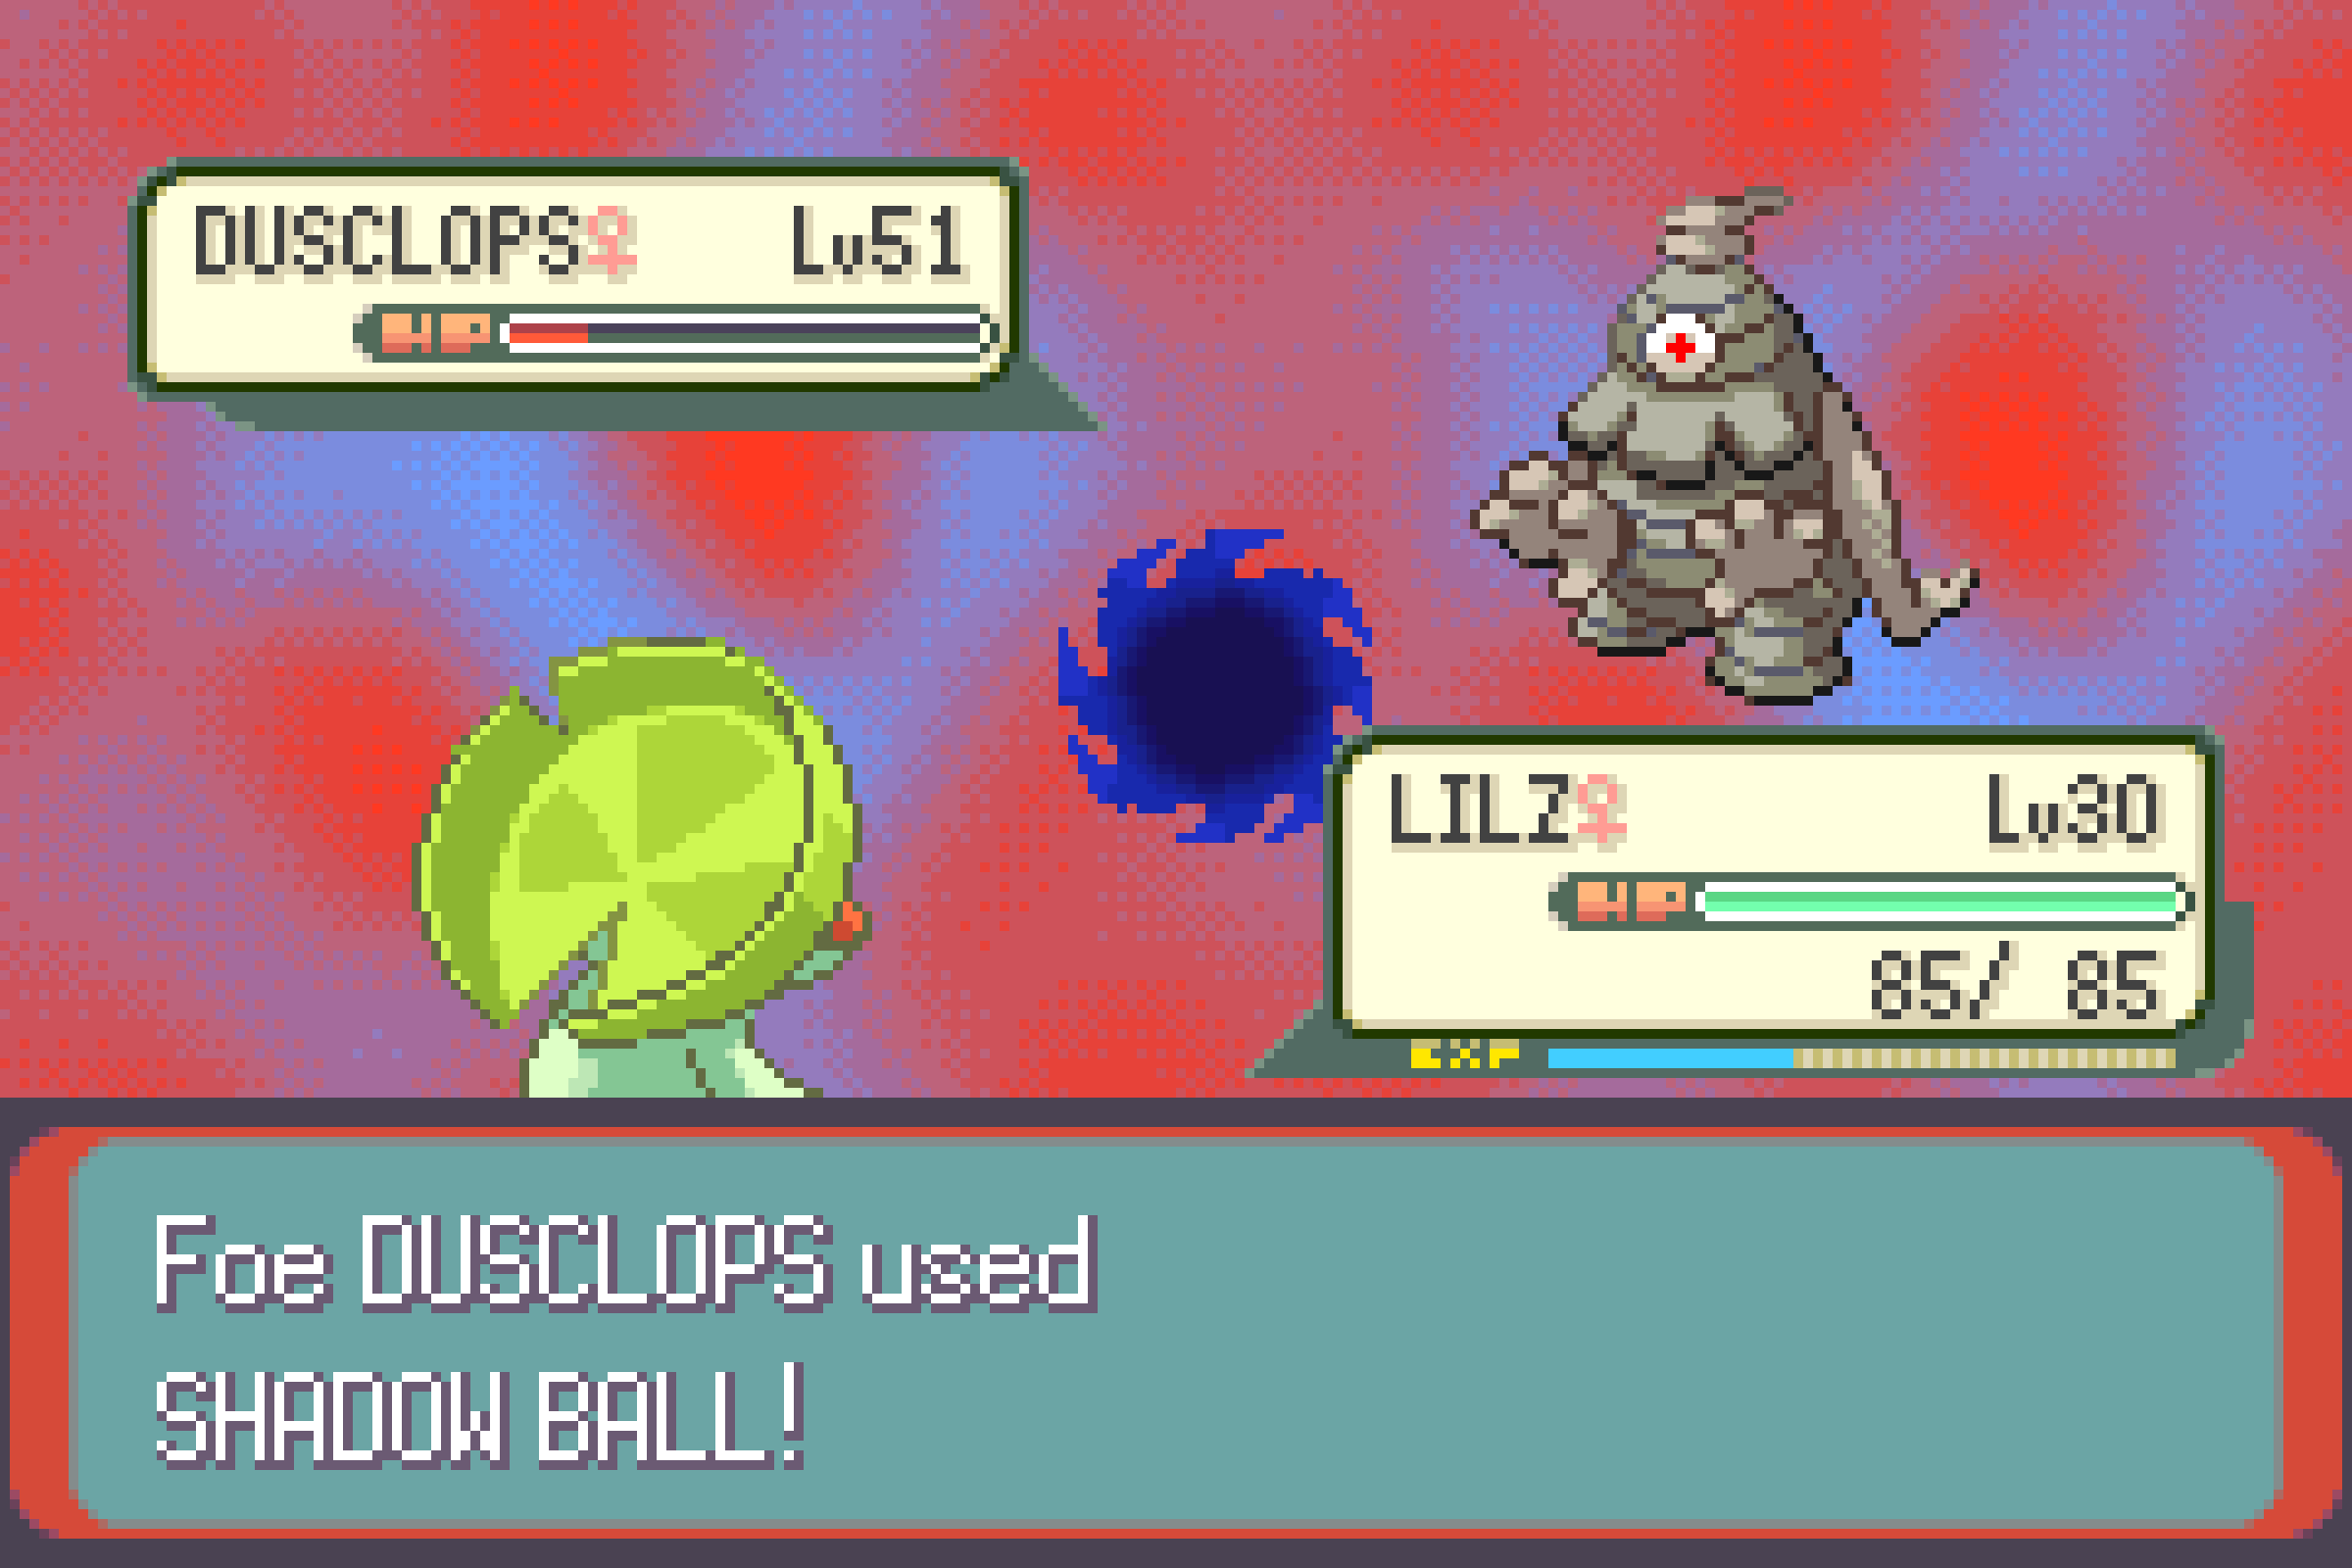 DUSCLOPS♀ Lv51
HP
LILZ♀ Lv30
HP
85/ 85
EXP
Foe DUSCLOPS used
SHADOW BALL!